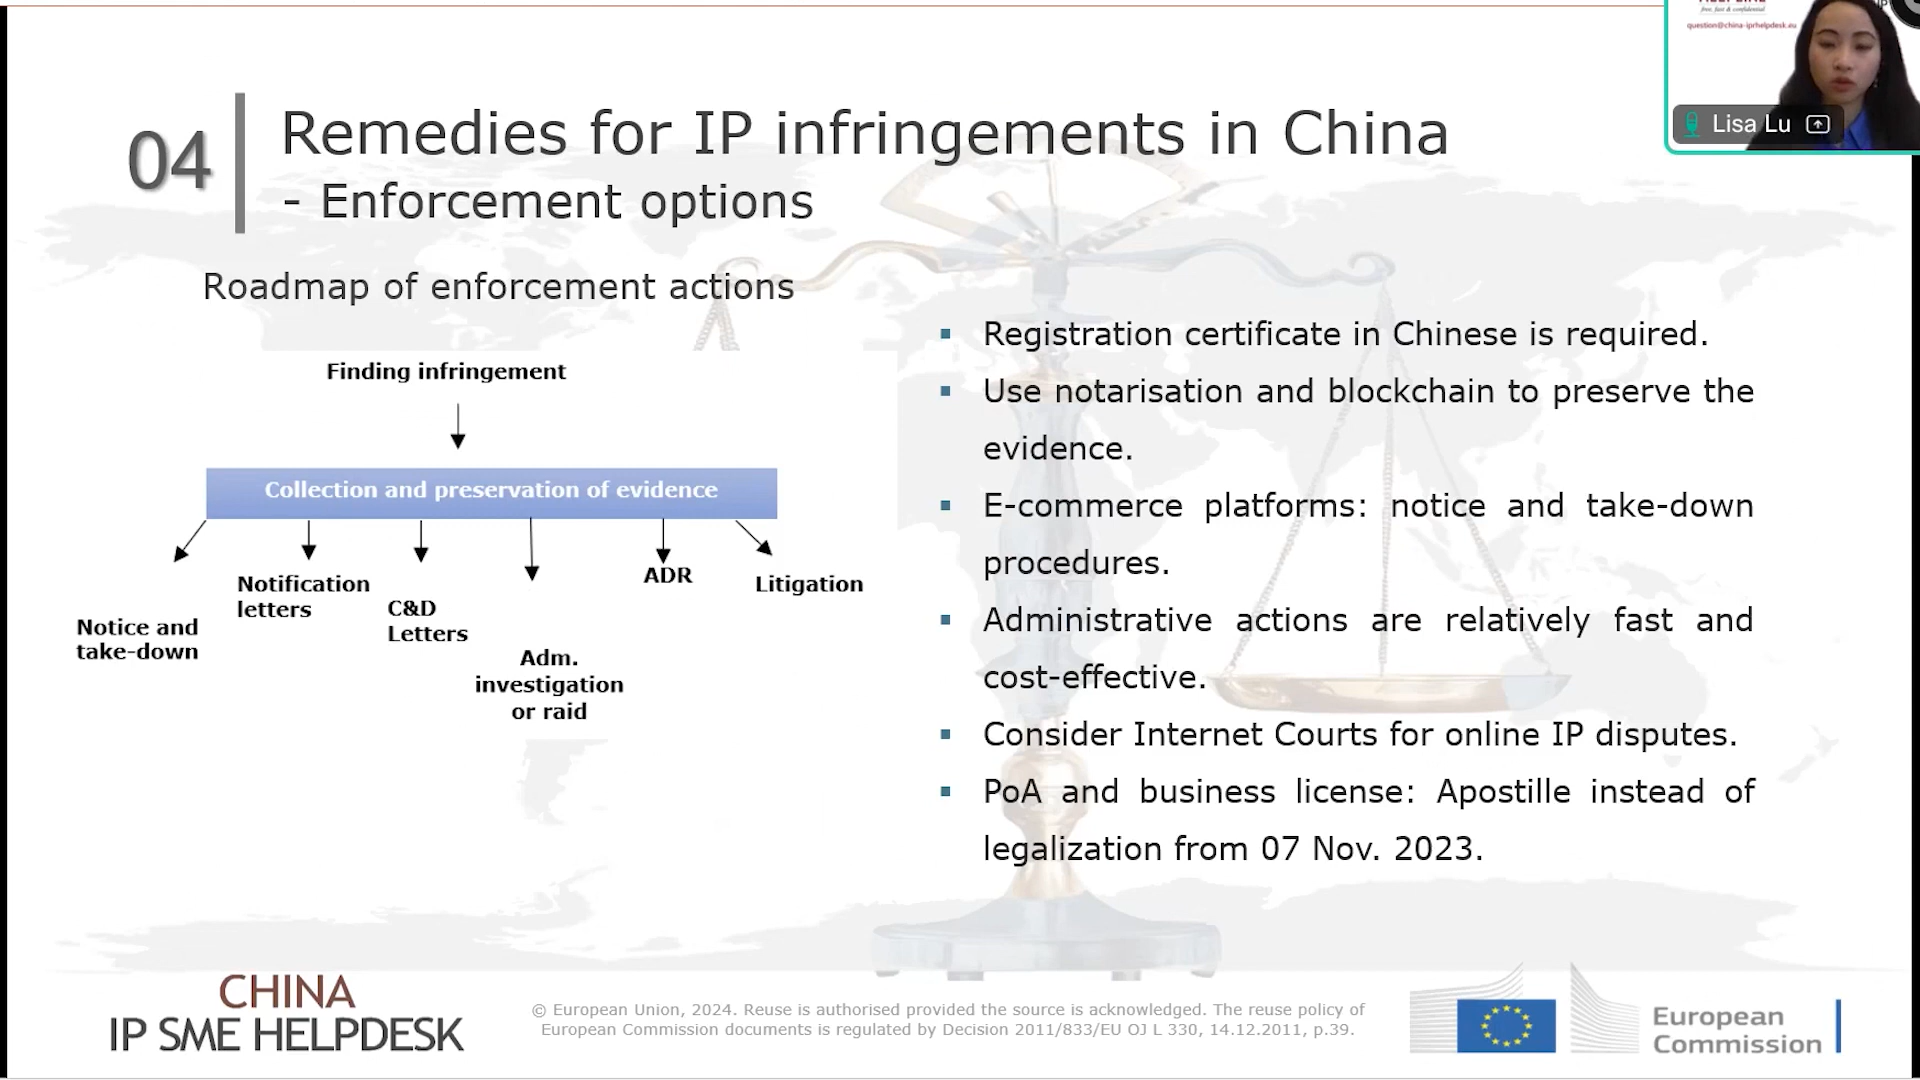 free, fast & confidential
question@china-iprhelpdesk.eu
Lisa Lu
04
Remedies for IP infringements in China
- Enforcement options
Roadmap of enforcement actions
Finding infringement
Collection and preservation of evidence
Notice and
take-down
Notification
letters
C&D
Letters
Adm.
investigation
or raid
ADR
Litigation
▪ Registration certificate in Chinese is required.
▪ Use notarisation and blockchain to preserve the
evidence.
▪ E-commerce platforms: notice and take-down
procedures.
▪ Administrative actions are relatively fast and
cost-effective.
▪ Consider Internet Courts for online IP disputes.
▪ PoA and business license: Apostille instead of
legalization from 07 Nov. 2023.
CHINA
IP SME HELPDESK
© European Union, 2024. Reuse is authorised provided the source is acknowledged. The reuse policy of
European Commission documents is regulated by Decision 2011/833/EU OJ L 330, 14.12.2011, p.39.
European
Commission